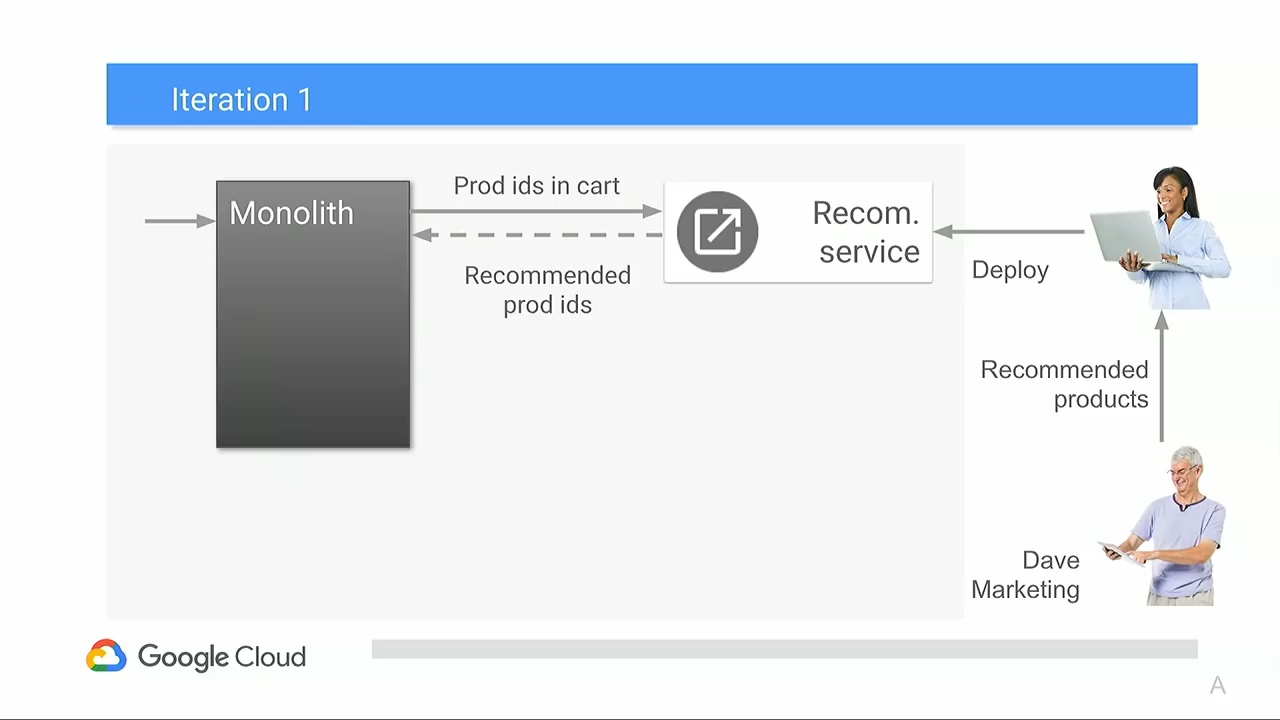 Iteration 1
Monolith
Prod ids in cart
Recommended
prod ids
Recom.
service
Deploy
Recommended
products
Dave
Marketing
Google Cloud
A